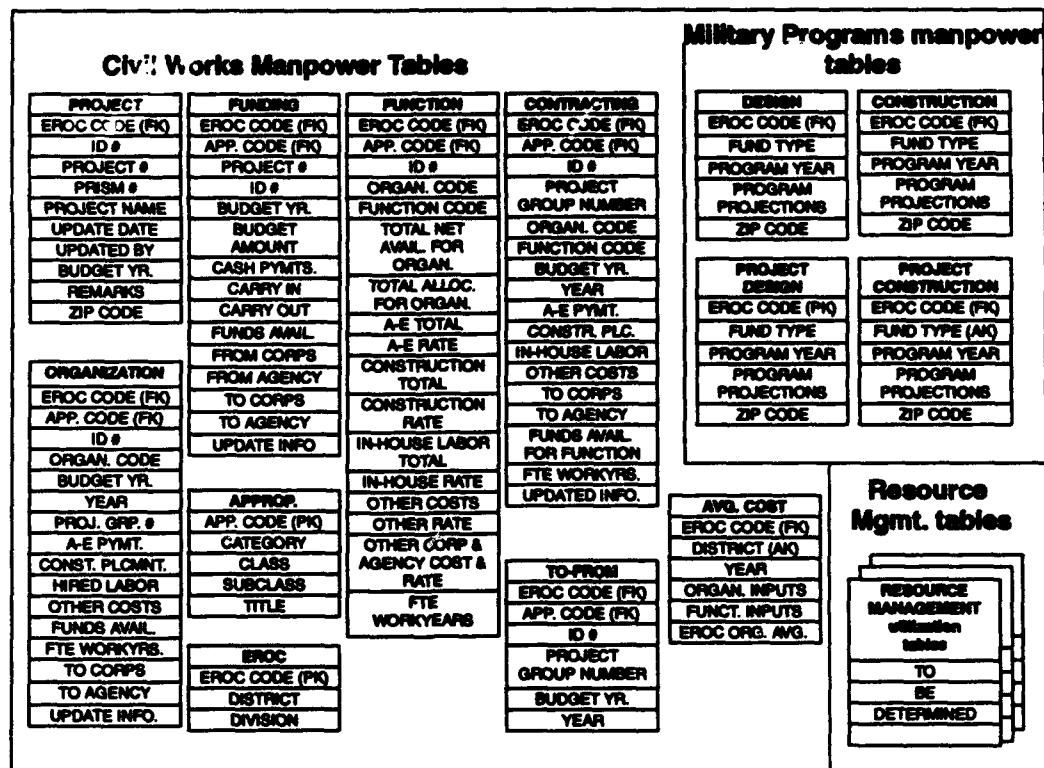 Civil Works Manpower Tables
PROJECT
EROC CODE (FK)
ID #
PROJECT #
PRISM #
PROJECT NAME
UPDATE DATE
UPDATED BY
BUDGET YR.
REMARKS
ZIP CODE
ORGANIZATION
EROC CODE (FK)
APP. CODE (FK)
ID #
ORGAN. CODE
BUDGET YR.
YEAR
PROJ. GRP. #
A-E PYMT.
CONST. PLCMNT.
HIRED LABOR
OTHER COSTS
FUNDS AVAIL.
FTE WORKYRS.
TO CORPS
TO AGENCY
UPDATE INFO.
FUNDING
EROC CODE (FK)
APP. CODE (FK)
PROJECT #
ID #
BUDGET YR.
BUDGET
AMOUNT
CASH PYMTS.
CARRY IN
CARRY OUT
FUNDS AVAIL.
FROM CORPS
FROM AGENCY
TO CORPS
TO AGENCY
UPDATE INFO
APPROP.
APP. CODE (PK)
CATEGORY
CLASS
SUBCLASS
TITLE
EROC
EROC CODE (PK)
DISTRICT
DIVISION
FUNCTION
EROC CODE (FK)
APP. CODE (FK)
ID #
ORGAN. CODE
FUNCTION CODE
TOTAL NET
AVAIL. FOR
ORGAN.
TOTAL ALLOC.
FOR ORGAN.
A-E TOTAL
A-E RATE
CONSTRUCTION
TOTAL
CONSTRUCTION
RATE
IN-HOUSE LABOR
TOTAL
IN-HOUSE RATE
OTHER COSTS
OTHER RATE
OTHER CORP &
AGENCY COST &
RATE
FTE
WORKYEARS
CONTRACTING
EROC CODE (FK)
APP. CODE (FK)
ID #
PROJECT
GROUP NUMBER
ORGAN. CODE
FUNCTION CODE
BUDGET YR.
YEAR
A-E PYMT.
CONSTR. PLC.
IN-HOUSE LABOR
OTHER COSTS
TO CORPS
TO AGENCY
FUNDS AVAIL.
FOR FUNCTION
FTE WORKYRS.
UPDATED INFO.
TO-FROM
EROC CODE (FK)
APP. CODE (FK)
ID #
PROJECT
GROUP NUMBER
BUDGET YR.
YEAR
AVG. COST
EROC CODE (FK)
DISTRICT (AK)
YEAR
ORGAN. INPUTS
FUNCT. INPUTS
EROC ORG. AVG.
Military Programs manpower
tables
DESIGN
EROC CODE (FK)
FUND TYPE
PROGRAM YEAR
PROGRAM
PROJECTIONS
ZIP CODE
CONSTRUCTION
EROC CODE (FK)
FUND TYPE
PROGRAM YEAR
PROGRAM
PROJECTIONS
ZIP CODE
PROJECT
DESIGN
EROC CODE (PK)
FUND TYPE
PROGRAM YEAR
PROGRAM
PROJECTIONS
ZIP CODE
PROJECT
CONSTRUCTION
EROC CODE (FK)
FUND TYPE (AK)
PROGRAM YEAR
PROGRAM
PROJECTIONS
ZIP CODE
Resource
Mgmt. tables
RESOURCE
MANAGEMENT
utilization
tables
TO
BE
DETERMINED